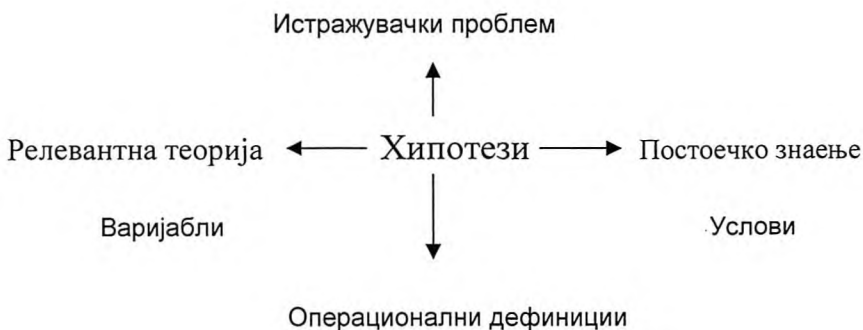 Истражувачки проблем
Релевантна теорија Хипотези Постоечко знаење
Варијабли Услови
Операционални дефиниции